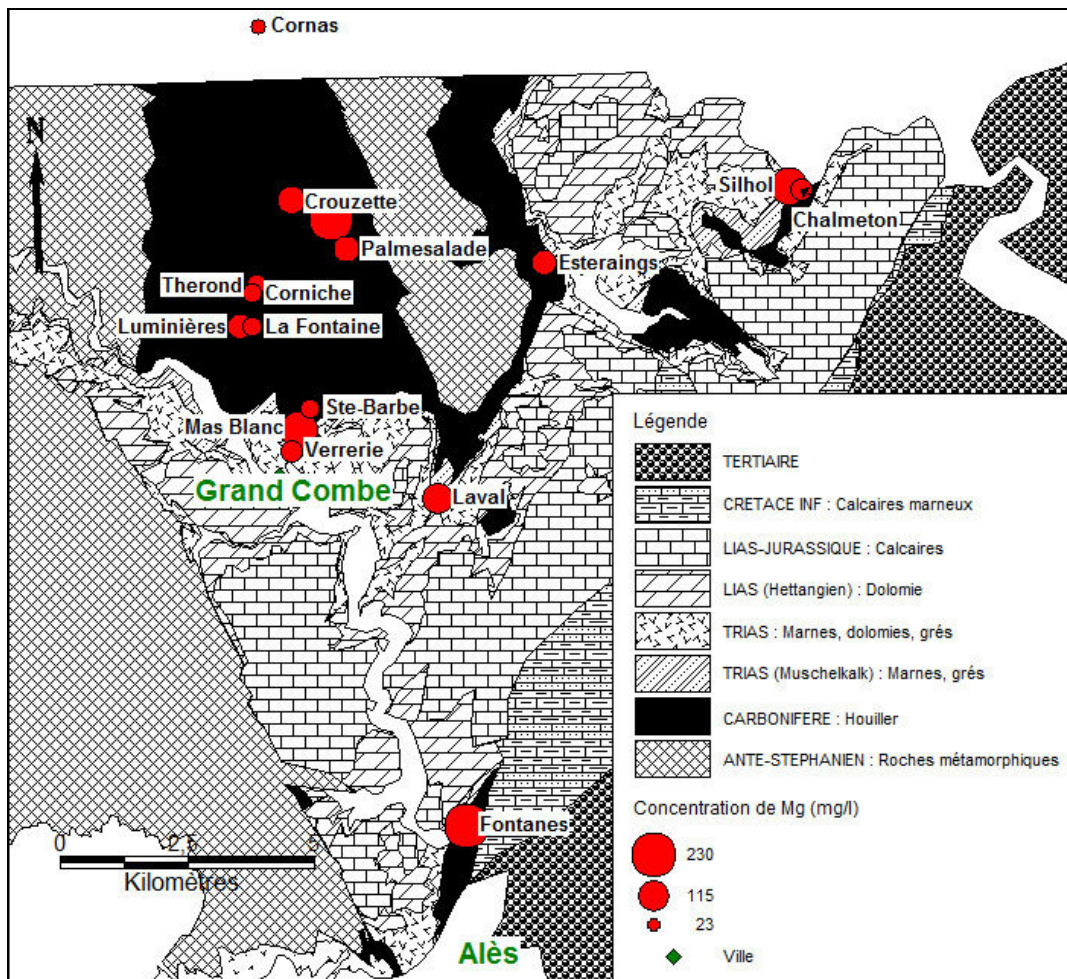 Cornas
N
Crouzette
Silhol
Chalmeton
Palmesalade
Esteraings
Therond
Corniche
Luminières
La Fontaine
Ste-Barbe
Mas Blanc
Verrerie
Grand Combe
Laval
Fontanes
Alès
0 2,5 5
Kilomètres
Légende
TERTIAIRE
CRETACE INF : Calcaires marneux
LIAS-JURASSIQUE : Calcaires
LIAS (Hettangien) : Dolomie
TRIAS : Marnes, dolomies, grés
TRIAS (Muschelkalk) : Marnes, grés
CARBONIFERE : Houiller
ANTE-STEPHANIEN : Roches métamorphiques
Concentration de Mg (mg/l)
230
115
23
Ville